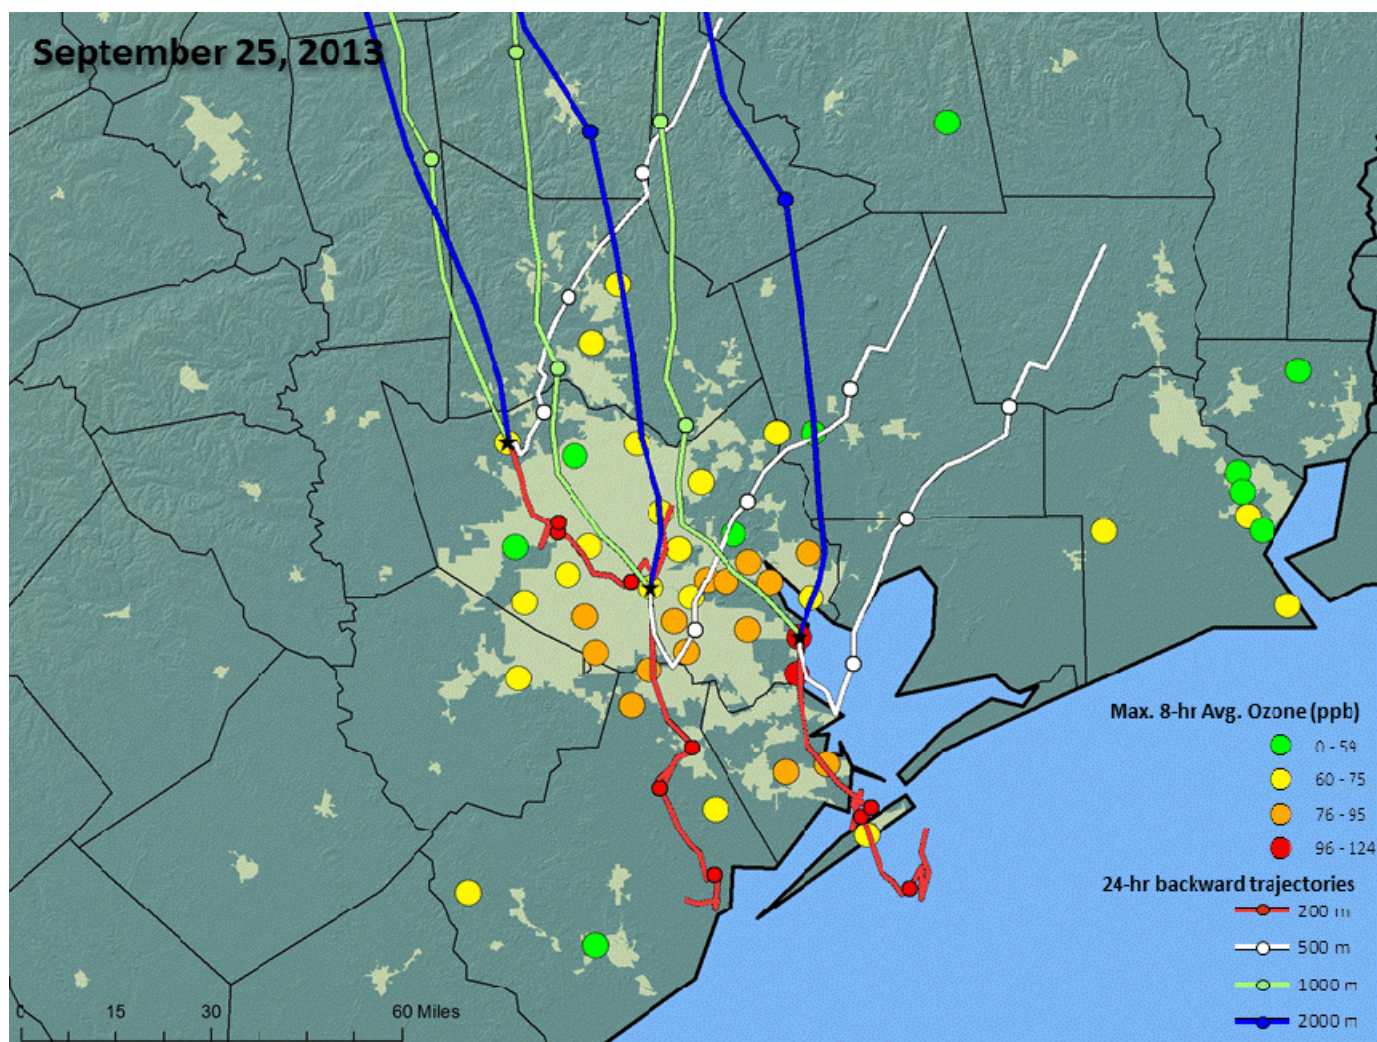 September 25, 2013
Max. 8-hr Avg. Ozone (ppb)
0 - 59
60 - 75
76 - 95
96 - 124
24-hr backward trajectories
200 m
500 m
1000 m
2000 m
0 15 30 60 Miles